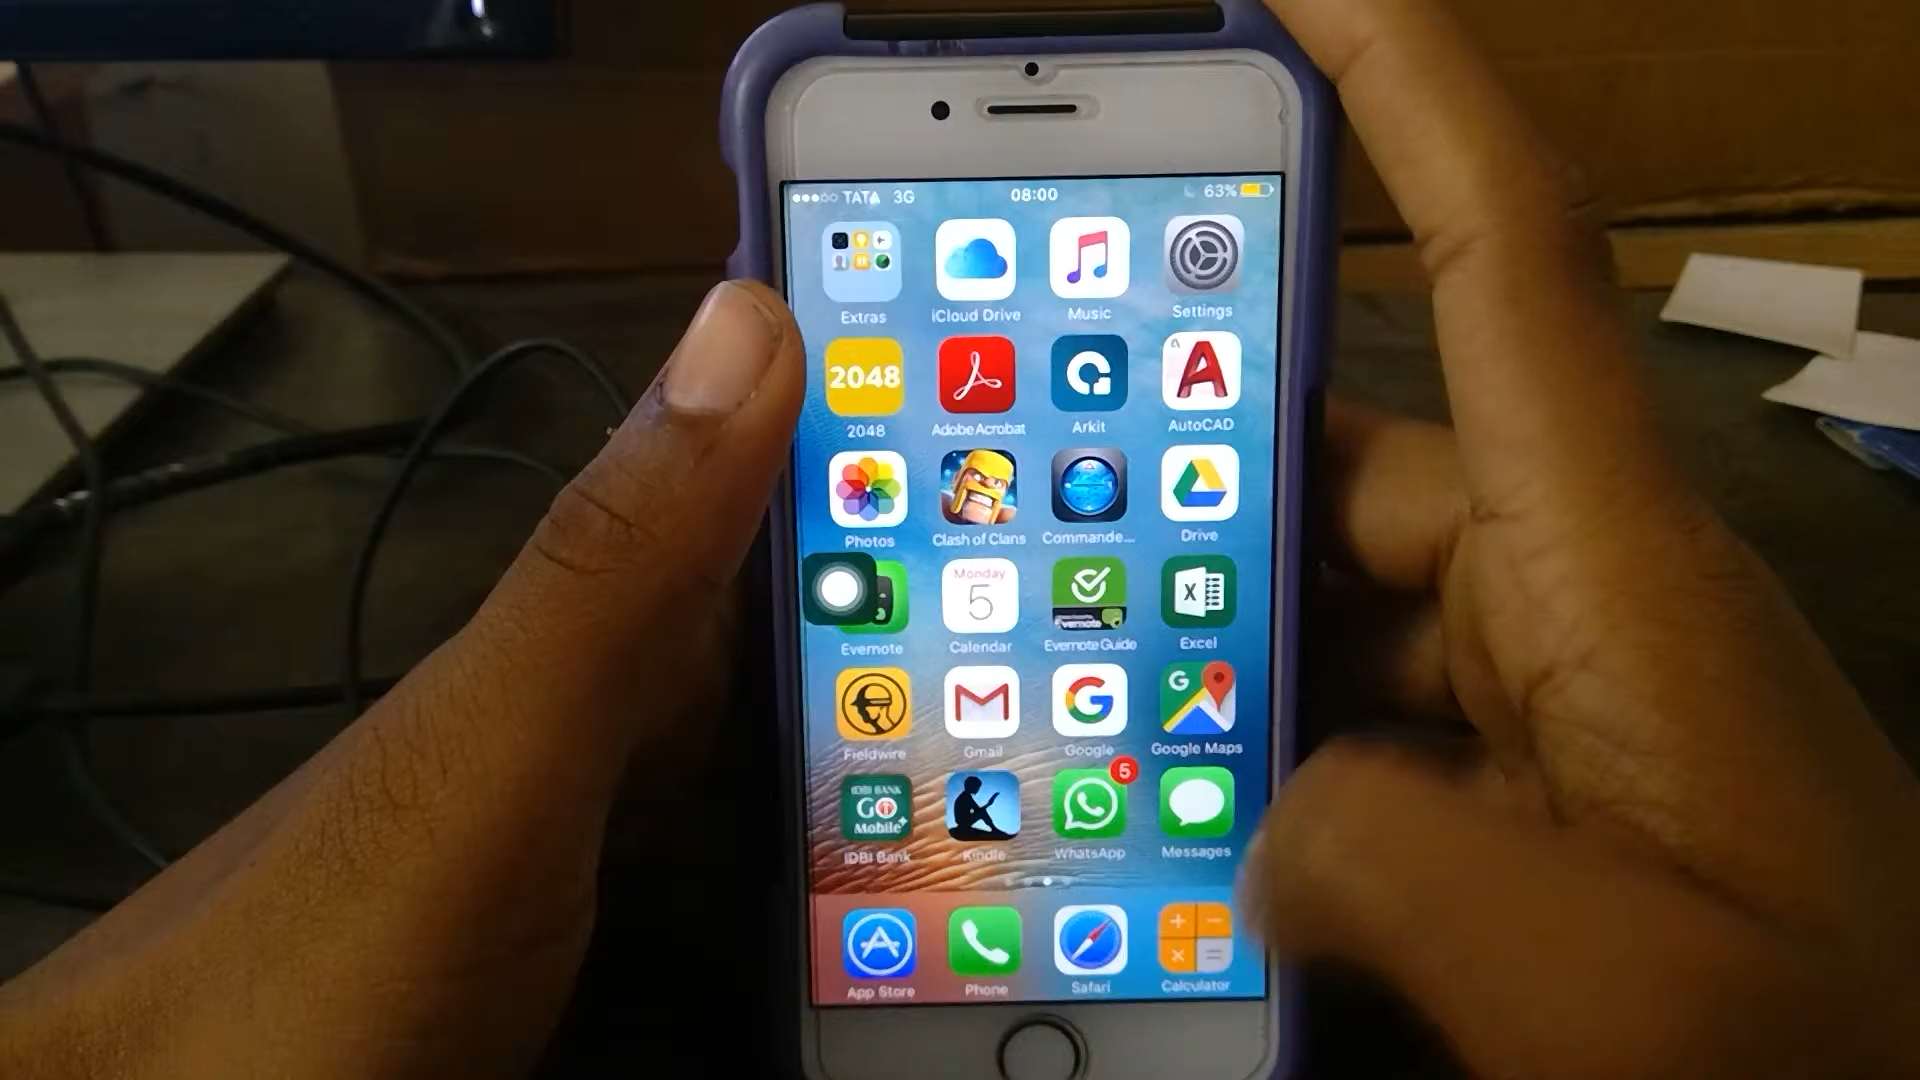 TATA 3G 08:00 63%
Extras iCloud Drive Music Settings
2048
2048 Adobe Acrobat Arkit AutoCAD
Photos Clash of Clans Commande... Drive
Monday
5
Evernote
Evernote Calendar Evernote Guide Excel
Fieldwire Gmail Google Google Maps
5
IDBI BANK
GO
Mobile+
IDBI Bank Kindle WhatsApp Messages
App Store Phone Safari Calculator